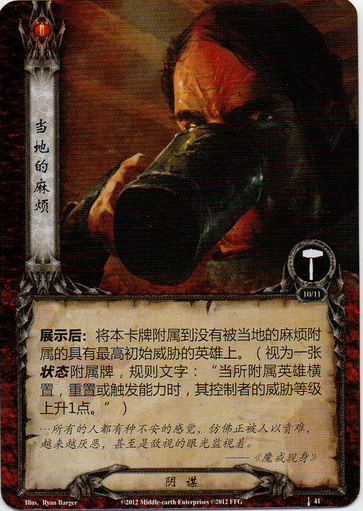 当地的麻烦
10/11
展示后：将本卡牌附属到没有被当地的麻烦附
属的具有最高初始威胁的英雄上。（视为一张
状态附属牌，规则文字：“当所附属英雄横
置，重置或触发能力时，其控制者的威胁等级
上升1点。”）
…所有的人都有种不安的感觉，仿佛正被人以责难，
越来越厌恶，甚至是敌视的眼光监视着。
——《魔戒现身》
阴谋
Illus. Ryan Barger
©2012 Middle-earth Enterprises ©2012 FFG
41